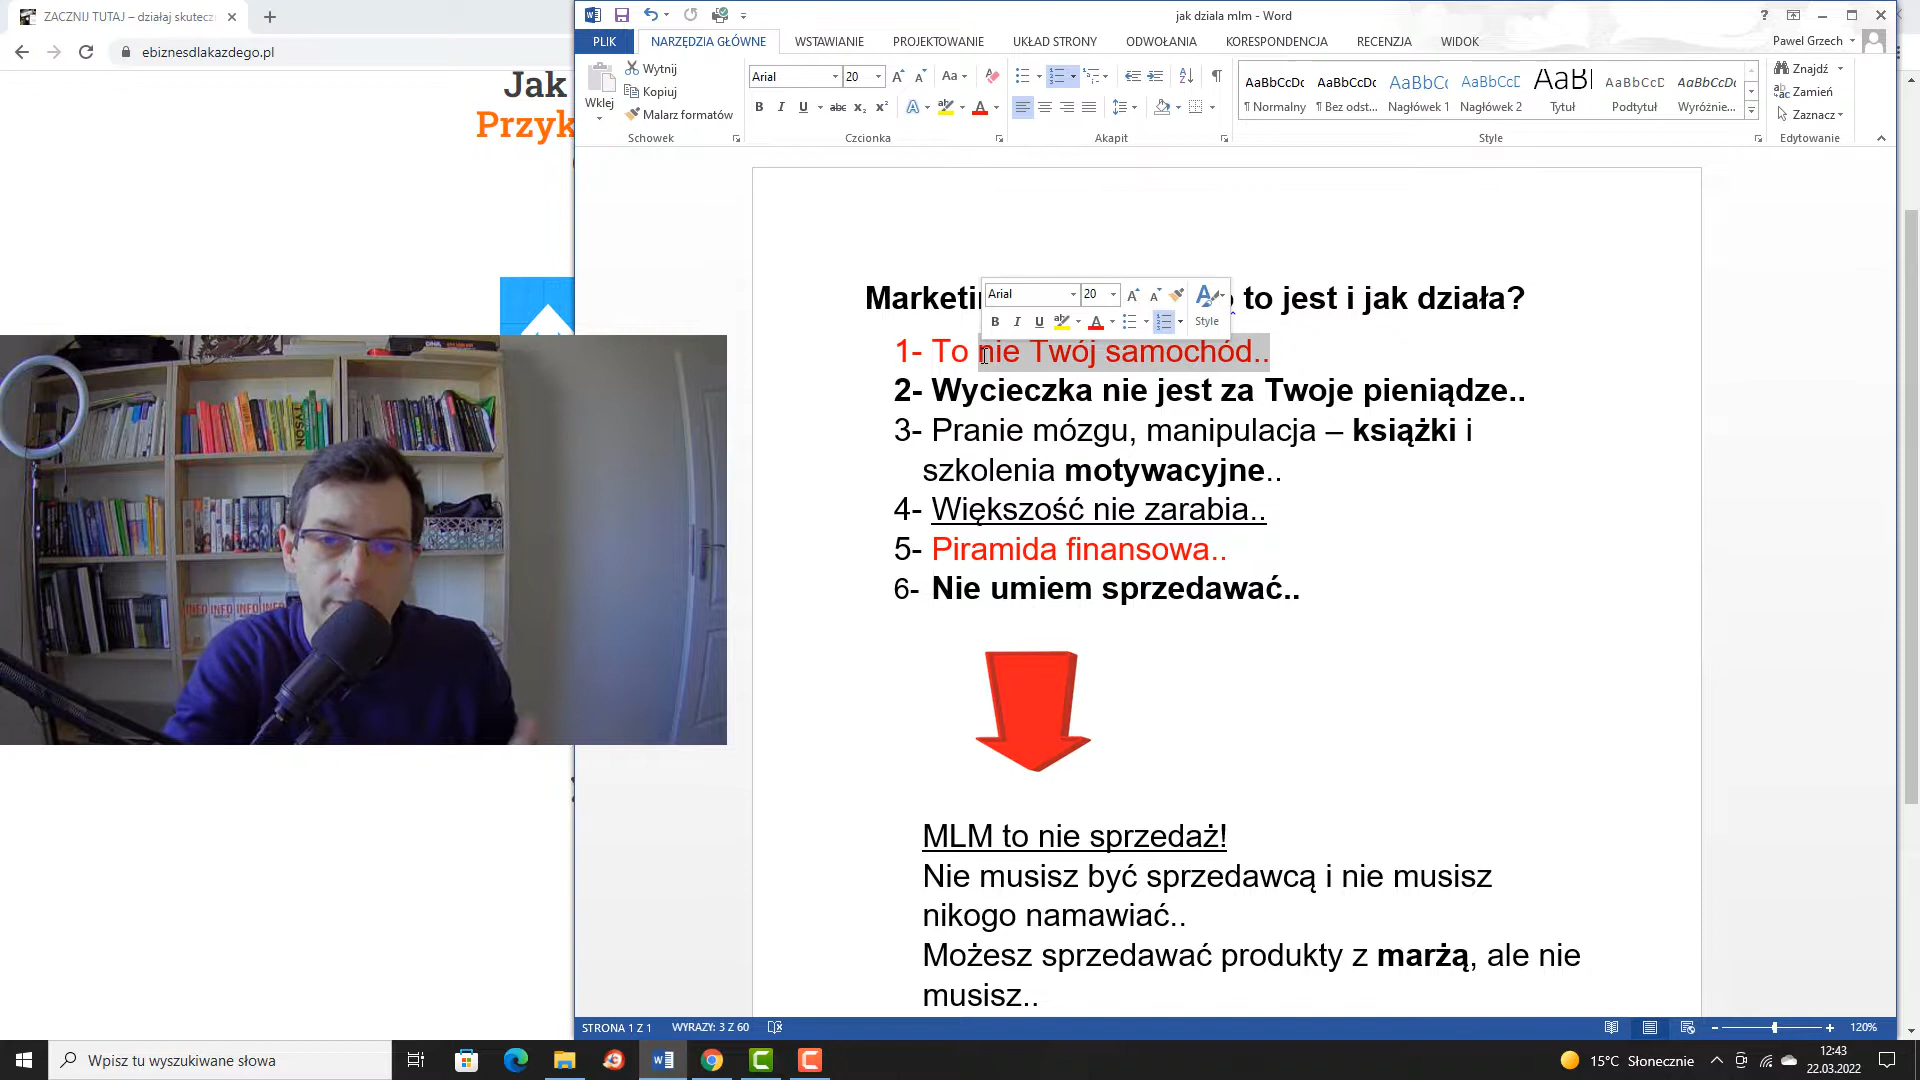 ZACZNIJ TUTAJ – działaj skutecz
ebiznesdlakazdego.pl
Jak
Przyk
jak dziala mlm - Word
PLIK NARZĘDZIA GŁÓWNE WSTAWIANIE PROJEKTOWANIE UKŁAD STRONY ODWOŁANIA KORESPONDENCJA RECENZJA WIDOK
Pawel Grzech
Wklej
Wytnij
Kopiuj
Malarz formatów
Schowek
Arial 20
Czcionka
Akapit
AaBbCcDc AaBbCcDc AaBbCc AaBbCcD AaBl AaBbCcD AaBbCcDc
¶ Normalny ¶ Bez odst... Nagłówek 1 Nagłówek 2 Tytuł Podtytuł Wyróżnie...
Style
Znajdź
Zamień
Zaznacz
Edytowanie
Arial 20
Style
to jest i jak działa?
1- To nie Twój samochód..
2- Wycieczka nie jest za Twoje pieniądze..
3- Pranie mózgu, manipulacja – książki i
szkolenia motywacyjne..
4- Większość nie zarabia..
5- Piramida finansowa..
6- Nie umiem sprzedawać..
MLM to nie sprzedaż!
Nie musisz być sprzedawcą i nie musisz
nikogo namawiać..
Możesz sprzedawać produkty z marżą, ale nie
musisz..
STRONA 1 Z 1 WYRAZY: 3 Z 60
120%
Wpisz tu wyszukiwane słowa
15°C Słonecznie
12:43
22.03.2022